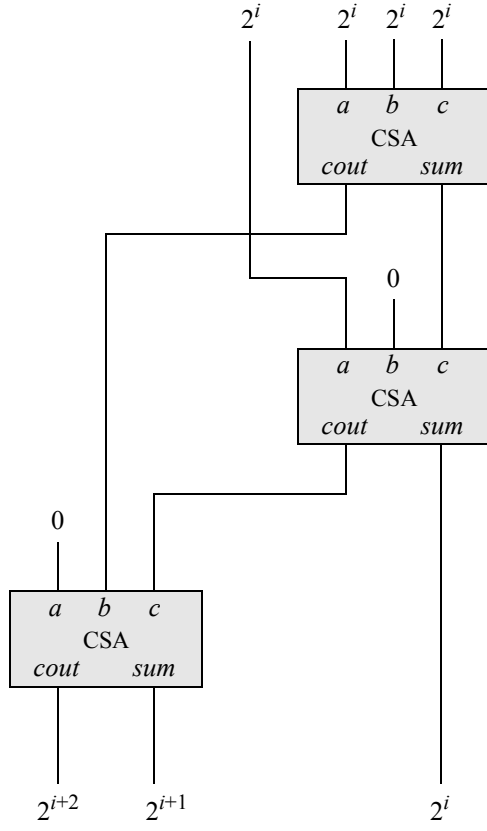 2^i 2^i 2^i 2^i
a b c
CSA
cout sum
0
a b c
CSA
cout sum
0
a b c
CSA
cout sum
2^{i+2} 2^{i+1} 2^i